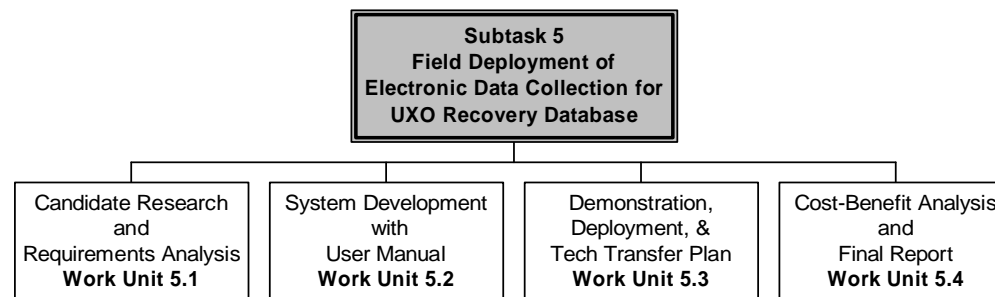 Subtask 5
Field Deployment of
Electronic Data Collection for
UXO Recovery Database
Candidate Research
and
Requirements Analysis
Work Unit 5.1
System Development
with
User Manual
Work Unit 5.2
Demonstration,
Deployment, &
Tech Transfer Plan
Work Unit 5.3
Cost-Benefit Analysis
and
Final Report
Work Unit 5.4